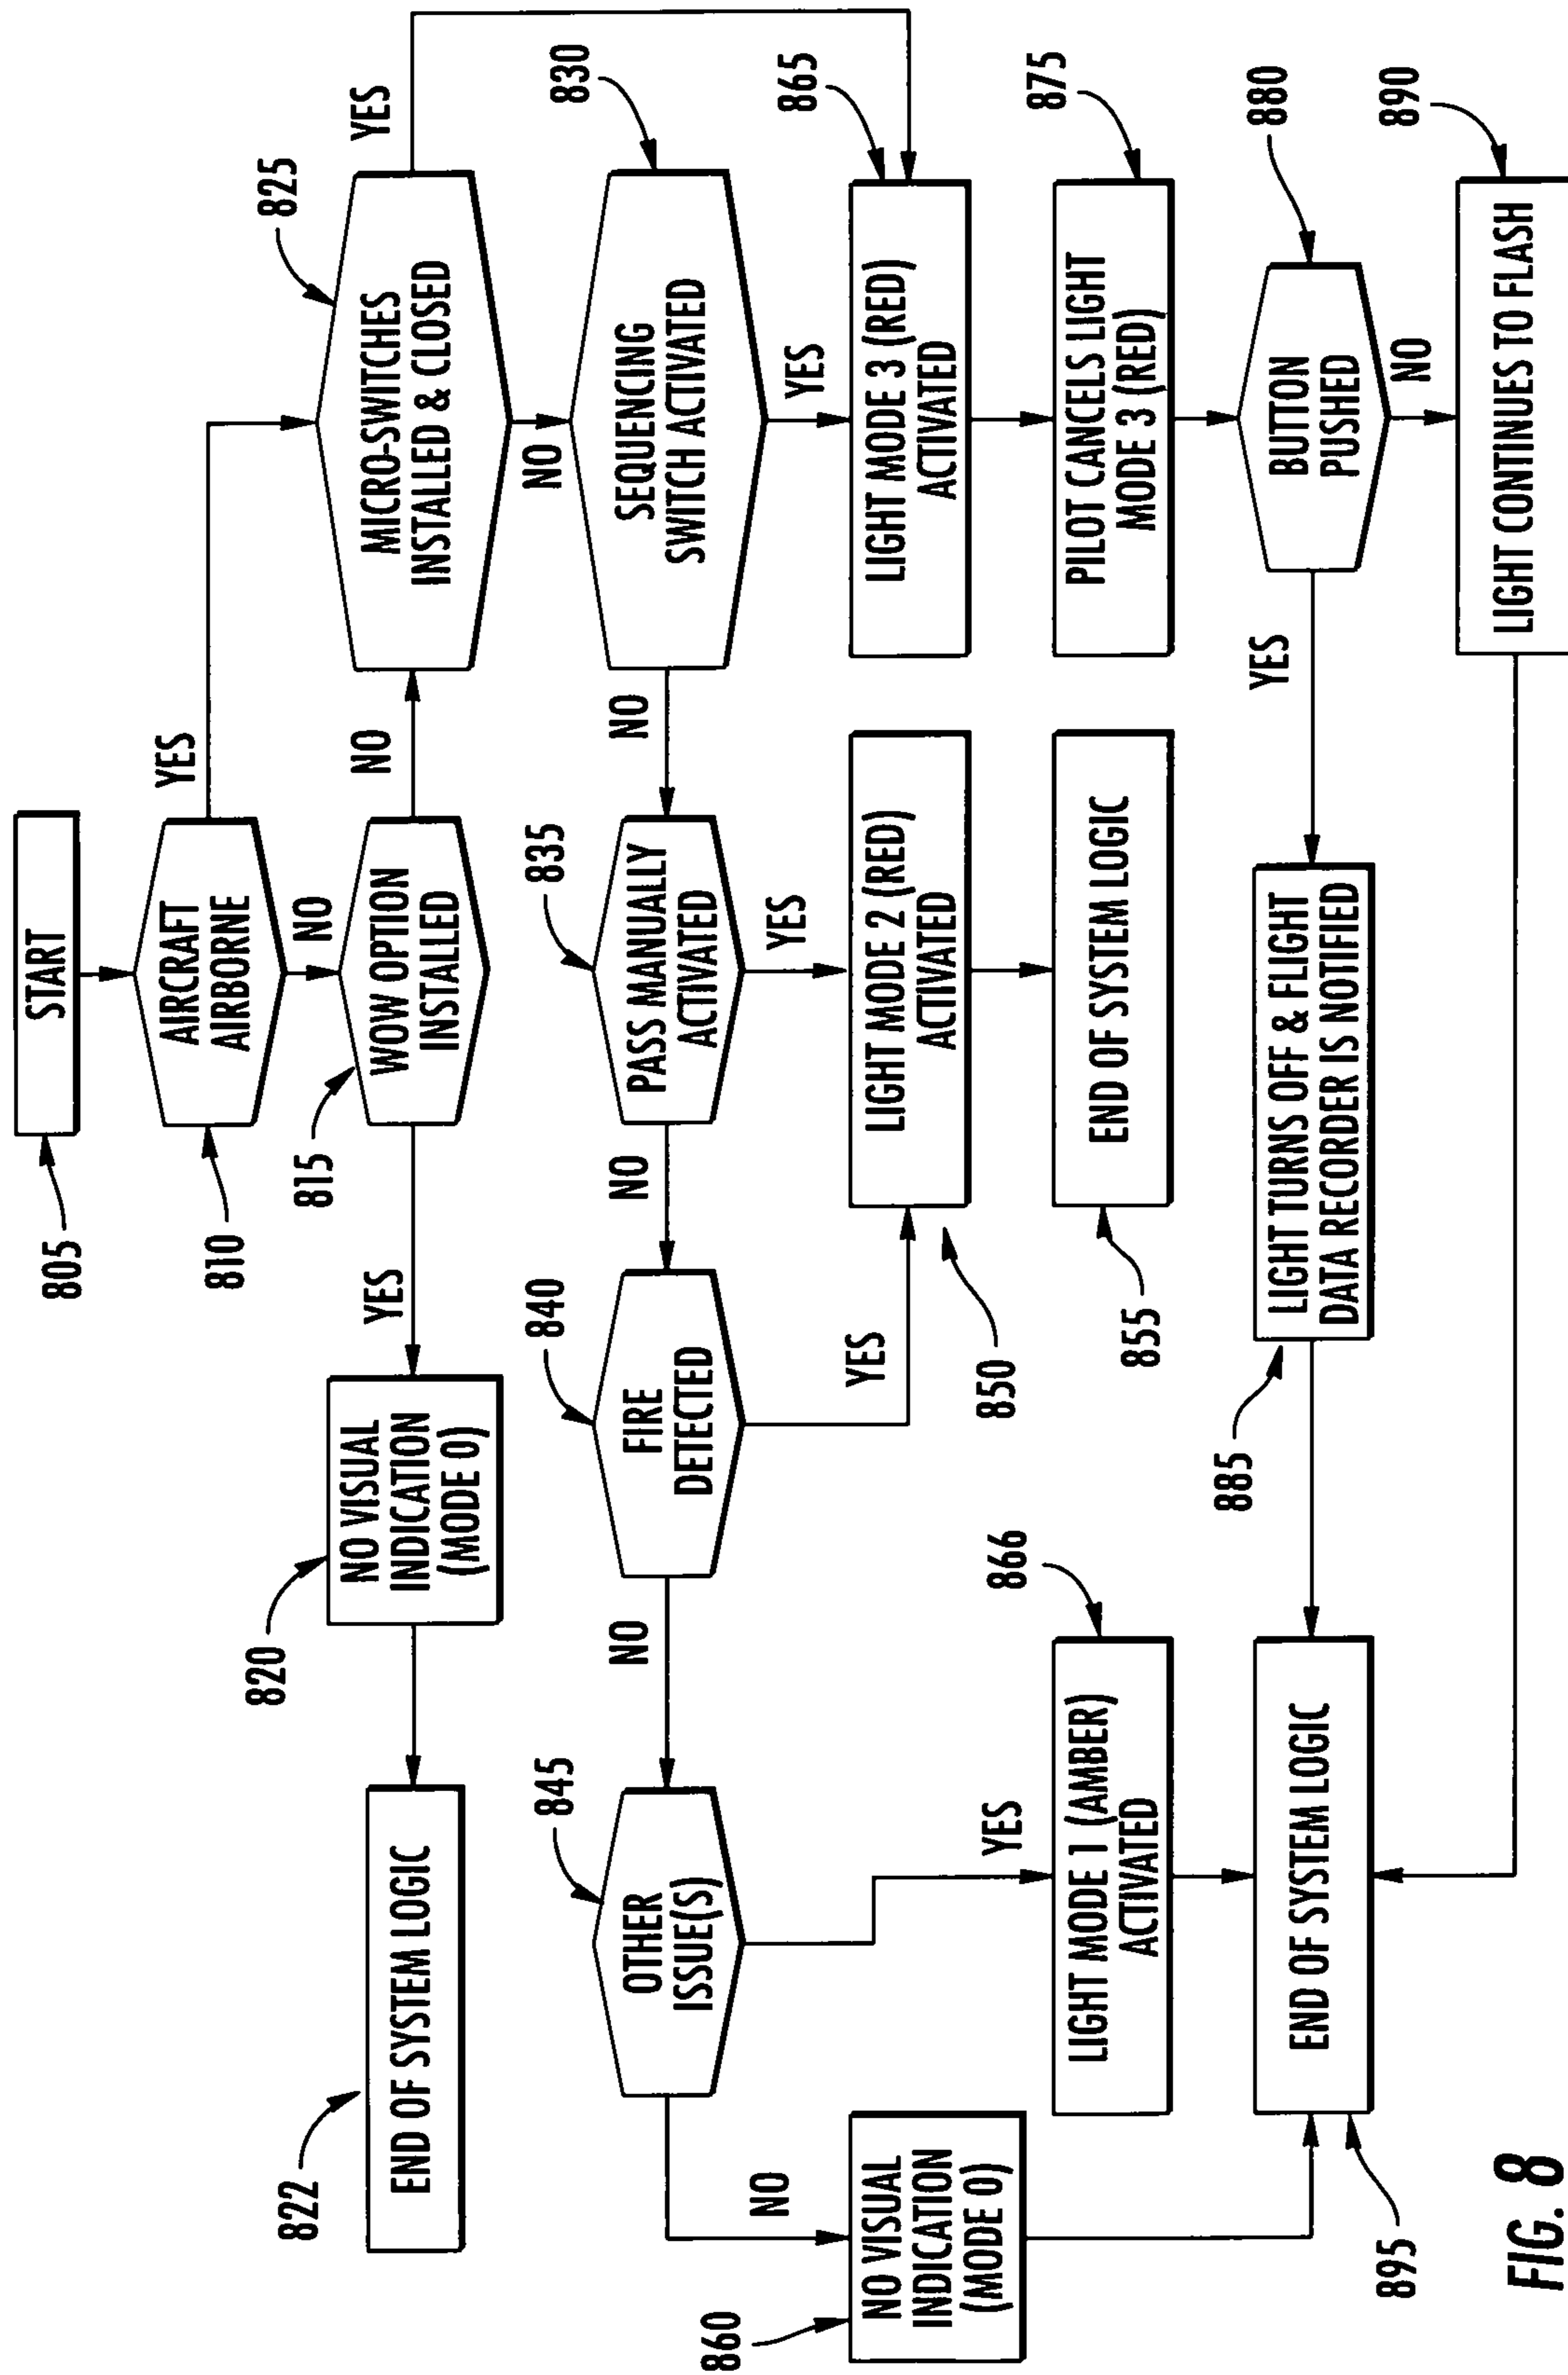 START
805
AIRCRAFT
AIRBORNE
810
YES
NO
WOW OPTION
INSTALLED
815
YES
NO
NO VISUAL
INDICATION
(MODE 0)
820
END OF SYSTEM LOGIC
822
MICRO-SWITCHES
INSTALLED & CLOSED
825
YES
NO
SEQUENCING
SWITCH ACTIVATED
830
NO
YES
PASS MANUALLY
ACTIVATED
835
NO
YES
FIRE
DETECTED
840
NO
YES
OTHER
ISSUE(S)
845
NO
YES
NO VISUAL
INDICATION
(MODE 0)
860
LIGHT MODE 2 (RED)
ACTIVATED
850
LIGHT MODE 3 (RED)
ACTIVATED
865
LIGHT MODE 1 (AMBER)
ACTIVATED
866
END OF SYSTEM LOGIC
855
PILOT CANCELS LIGHT
MODE 3 (RED)
875
BUTTON
PUSHED
880
YES
NO
LIGHT TURNS OFF & FLIGHT
DATA RECORDER IS NOTIFIED
885
END OF SYSTEM LOGIC
895
LIGHT CONTINUES TO FLASH
890
FIG. 8